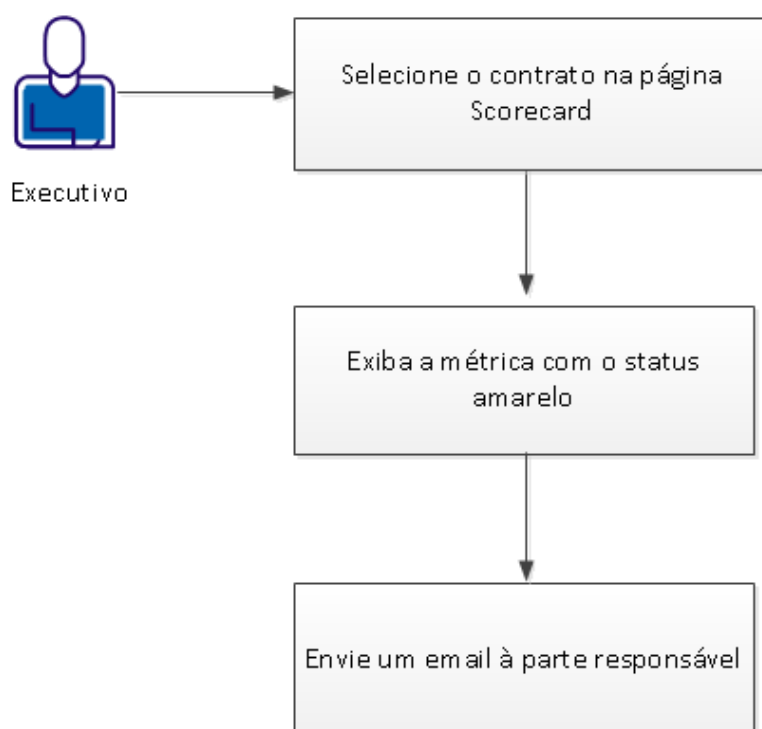 Selecione o contrato na página
Scorecard
Executivo
Exiba a métrica com o status
amarelo
Envie um email à parte responsável